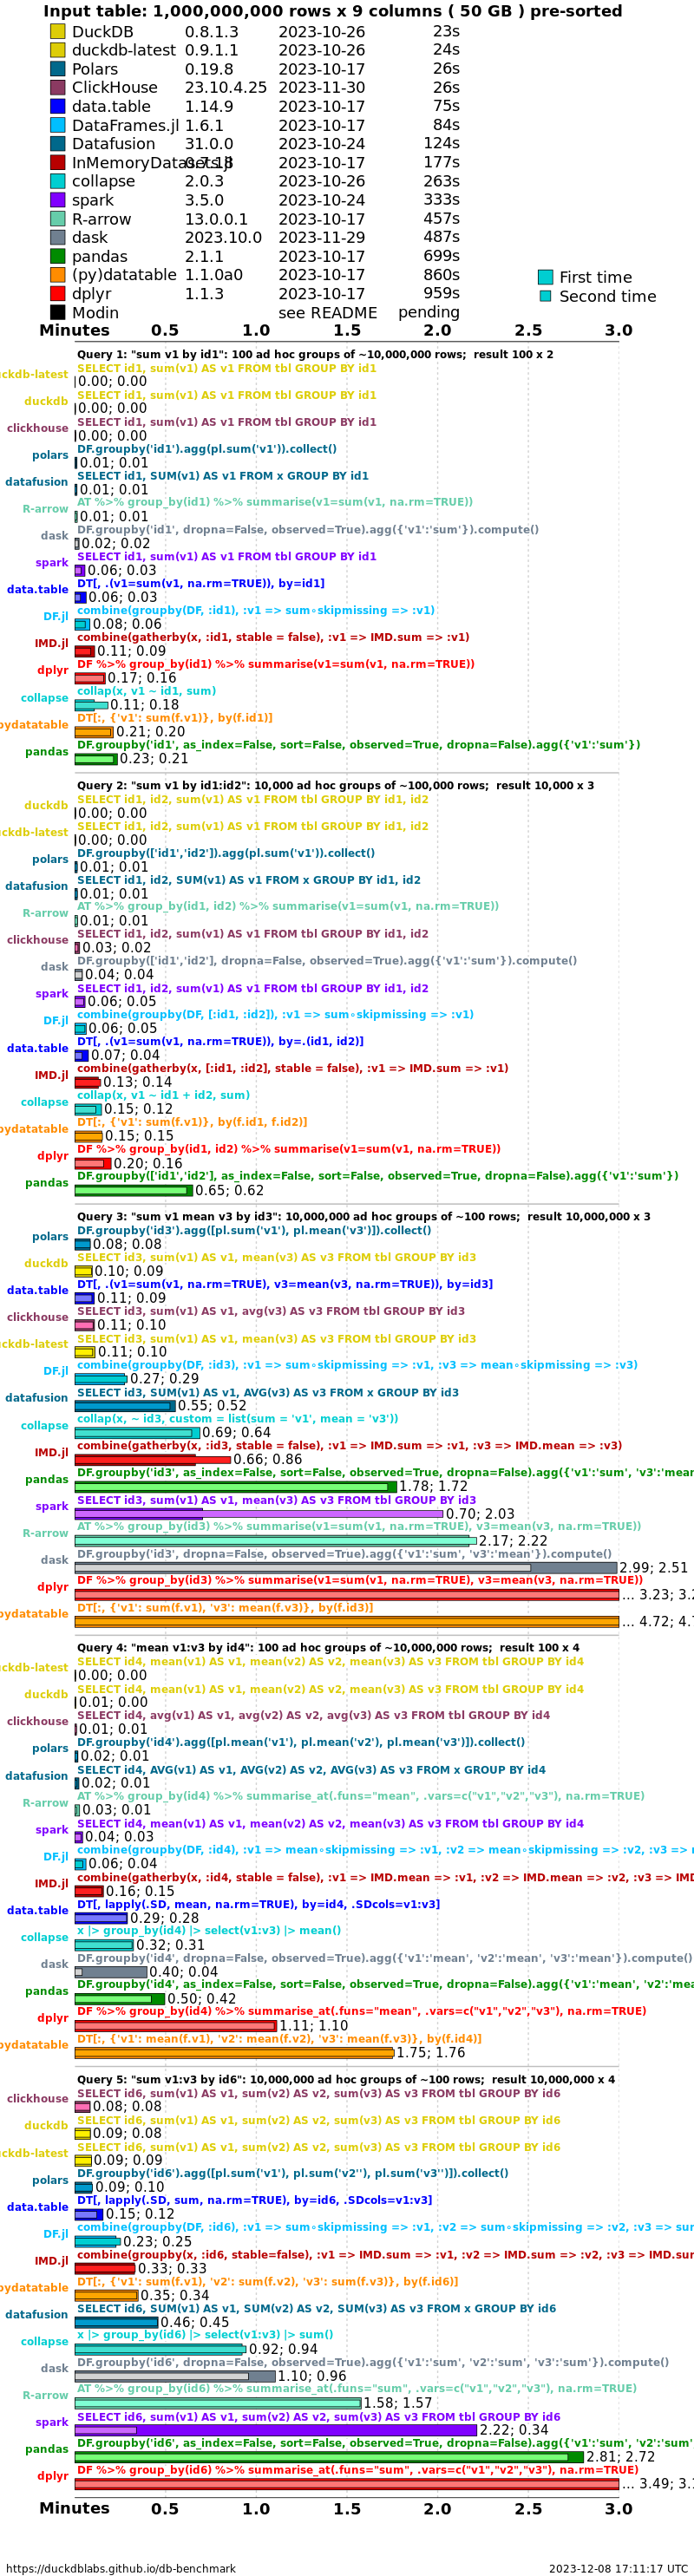 Input table: 1,000,000,000 rows x 9 columns ( 50 GB ) pre-sorted
DuckDB 0.8.1.3 2023-10-26 23s
duckdb-latest 0.9.1.1 2023-10-26 24s
Polars 0.19.8 2023-10-17 26s
ClickHouse 23.10.4.25 2023-11-30 26s
data.table 1.14.9 2023-10-17 75s
DataFrames.jl 1.6.1 2023-10-17 84s
Datafusion 31.0.0 2023-10-24 124s
InMemoryDatasets.jl 0.7.18 2023-10-17 177s
collapse 2.0.3 2023-10-26 263s
spark 3.5.0 2023-10-24 333s
R-arrow 13.0.0.1 2023-10-17 457s
dask 2023.10.0 2023-11-29 487s
pandas 2.1.1 2023-10-17 699s
(py)datatable 1.1.0a0 2023-10-17 860s
dplyr 1.1.3 2023-10-17 959s
Modin see README pending
First time
Second time
Minutes 0.5 1.0 1.5 2.0 2.5 3.0
Query 1: "sum v1 by id1": 100 ad hoc groups of ~10,000,000 rows; result 100 x 2
uckdb-latest SELECT id1, sum(v1) AS v1 FROM tbl GROUP BY id1
0.00; 0.00
duckdb SELECT id1, sum(v1) AS v1 FROM tbl GROUP BY id1
0.00; 0.00
clickhouse SELECT id1, sum(v1) AS v1 FROM tbl GROUP BY id1
0.00; 0.00
polars DF.groupby('id1').agg(pl.sum('v1')).collect()
0.01; 0.01
datafusion SELECT id1, SUM(v1) AS v1 FROM x GROUP BY id1
0.01; 0.01
R-arrow AT %>% group_by(id1) %>% summarise(v1=sum(v1, na.rm=TRUE))
0.01; 0.01
dask DF.groupby('id1', dropna=False, observed=True).agg({'v1':'sum'}).compute()
0.02; 0.02
spark SELECT id1, sum(v1) AS v1 FROM tbl GROUP BY id1
0.06; 0.03
data.table DT[, .(v1=sum(v1, na.rm=TRUE)), by=id1]
0.06; 0.03
DF.jl combine(groupby(DF, :id1), :v1 => sum∘skipmissing => :v1)
0.08; 0.06
IMD.jl combine(gatherby(x, :id1, stable = false), :v1 => IMD.sum => :v1)
0.11; 0.09
dplyr DF %>% group_by(id1) %>% summarise(v1=sum(v1, na.rm=TRUE))
0.17; 0.16
collapse collap(x, v1 ~ id1, sum)
0.11; 0.18
pydatatable DT[:, {'v1': sum(f.v1)}, by(f.id1)]
0.21; 0.20
pandas DF.groupby('id1', as_index=False, sort=False, observed=True, dropna=False).agg({'v1':'sum'})
0.23; 0.21
Query 2: "sum v1 by id1:id2": 10,000 ad hoc groups of ~100,000 rows; result 10,000 x 3
duckdb SELECT id1, id2, sum(v1) AS v1 FROM tbl GROUP BY id1, id2
0.00; 0.00
uckdb-latest SELECT id1, id2, sum(v1) AS v1 FROM tbl GROUP BY id1, id2
0.00; 0.00
polars DF.groupby(['id1','id2']).agg(pl.sum('v1')).collect()
0.01; 0.01
datafusion SELECT id1, id2, SUM(v1) AS v1 FROM x GROUP BY id1, id2
0.01; 0.01
R-arrow AT %>% group_by(id1, id2) %>% summarise(v1=sum(v1, na.rm=TRUE))
0.01; 0.01
clickhouse SELECT id1, id2, sum(v1) AS v1 FROM tbl GROUP BY id1, id2
0.03; 0.02
dask DF.groupby(['id1','id2'], dropna=False, observed=True).agg({'v1':'sum'}).compute()
0.04; 0.04
spark SELECT id1, id2, sum(v1) AS v1 FROM tbl GROUP BY id1, id2
0.06; 0.05
DF.jl combine(groupby(DF, [:id1, :id2]), :v1 => sum∘skipmissing => :v1)
0.06; 0.05
data.table DT[, .(v1=sum(v1, na.rm=TRUE)), by=.(id1, id2)]
0.07; 0.04
IMD.jl combine(gatherby(x, [:id1, :id2], stable = false), :v1 => IMD.sum => :v1)
0.13; 0.14
collapse collap(x, v1 ~ id1 + id2, sum)
0.15; 0.12
pydatatable DT[:, {'v1': sum(f.v1)}, by(f.id1, f.id2)]
0.15; 0.15
dplyr DF %>% group_by(id1, id2) %>% summarise(v1=sum(v1, na.rm=TRUE))
0.20; 0.16
pandas DF.groupby(['id1','id2'], as_index=False, sort=False, observed=True, dropna=False).agg({'v1':'sum'})
0.65; 0.62
Query 3: "sum v1 mean v3 by id3": 10,000,000 ad hoc groups of ~100 rows; result 10,000,000 x 3
polars DF.groupby('id3').agg([pl.sum('v1'), pl.mean('v3')]).collect()
0.08; 0.08
duckdb SELECT id3, sum(v1) AS v1, mean(v3) AS v3 FROM tbl GROUP BY id3
0.10; 0.09
data.table DT[, .(v1=sum(v1, na.rm=TRUE), v3=mean(v3, na.rm=TRUE)), by=id3]
0.11; 0.09
clickhouse SELECT id3, sum(v1) AS v1, avg(v3) AS v3 FROM tbl GROUP BY id3
0.11; 0.10
uckdb-latest SELECT id3, sum(v1) AS v1, mean(v3) AS v3 FROM tbl GROUP BY id3
0.11; 0.10
DF.jl combine(groupby(DF, :id3), :v1 => sum∘skipmissing => :v1, :v3 => mean∘skipmissing => :v3)
0.27; 0.29
datafusion SELECT id3, SUM(v1) AS v1, AVG(v3) AS v3 FROM x GROUP BY id3
0.55; 0.52
collapse collap(x, ~ id3, custom = list(sum = 'v1', mean = 'v3'))
0.69; 0.64
IMD.jl combine(gatherby(x, :id3, stable = false), :v1 => IMD.sum => :v1, :v3 => IMD.mean => :v3)
0.66; 0.86
pandas DF.groupby('id3', as_index=False, sort=False, observed=True, dropna=False).agg({'v1':'sum', 'v3':'mean
1.78; 1.72
spark SELECT id3, sum(v1) AS v1, mean(v3) AS v3 FROM tbl GROUP BY id3
0.70; 2.03
R-arrow AT %>% group_by(id3) %>% summarise(v1=sum(v1, na.rm=TRUE), v3=mean(v3, na.rm=TRUE))
2.17; 2.22
dask DF.groupby('id3', dropna=False, observed=True).agg({'v1':'sum', 'v3':'mean'}).compute()
2.99; 2.51
dplyr DF %>% group_by(id3) %>% summarise(v1=sum(v1, na.rm=TRUE), v3=mean(v3, na.rm=TRUE))
... 3.23; 3.2
pydatatable DT[:, {'v1': sum(f.v1), 'v3': mean(f.v3)}, by(f.id3)]
... 4.72; 4.7
Query 4: "mean v1:v3 by id4": 100 ad hoc groups of ~10,000,000 rows; result 100 x 4
uckdb-latest SELECT id4, mean(v1) AS v1, mean(v2) AS v2, mean(v3) AS v3 FROM tbl GROUP BY id4
0.00; 0.00
duckdb SELECT id4, mean(v1) AS v1, mean(v2) AS v2, mean(v3) AS v3 FROM tbl GROUP BY id4
0.01; 0.00
clickhouse SELECT id4, avg(v1) AS v1, avg(v2) AS v2, avg(v3) AS v3 FROM tbl GROUP BY id4
0.01; 0.01
polars DF.groupby('id4').agg([pl.mean('v1'), pl.mean('v2'), pl.mean('v3')]).collect()
0.02; 0.01
datafusion SELECT id4, AVG(v1) AS v1, AVG(v2) AS v2, AVG(v3) AS v3 FROM x GROUP BY id4
0.02; 0.01
R-arrow AT %>% group_by(id4) %>% summarise_at(.funs="mean", .vars=c("v1","v2","v3"), na.rm=TRUE)
0.03; 0.01
spark SELECT id4, mean(v1) AS v1, mean(v2) AS v2, mean(v3) AS v3 FROM tbl GROUP BY id4
0.04; 0.03
DF.jl combine(groupby(DF, :id4), :v1 => mean∘skipmissing => :v1, :v2 => mean∘skipmissing => :v2, :v3 => m
0.06; 0.04
IMD.jl combine(gatherby(x, :id4, stable = false), :v1 => IMD.mean => :v1, :v2 => IMD.mean => :v2, :v3 => IMD
0.16; 0.15
data.table DT[, lapply(.SD, mean, na.rm=TRUE), by=id4, .SDcols=v1:v3]
0.29; 0.28
collapse x |> group_by(id4) |> select(v1:v3) |> mean()
0.32; 0.31
dask DF.groupby('id4', dropna=False, observed=True).agg({'v1':'mean', 'v2':'mean', 'v3':'mean'}).compute()
0.40; 0.04
pandas DF.groupby('id4', as_index=False, sort=False, observed=True, dropna=False).agg({'v1':'mean', 'v2':'mea
0.50; 0.42
dplyr DF %>% group_by(id4) %>% summarise_at(.funs="mean", .vars=c("v1","v2","v3"), na.rm=TRUE)
1.11; 1.10
pydatatable DT[:, {'v1': mean(f.v1), 'v2': mean(f.v2), 'v3': mean(f.v3)}, by(f.id4)]
1.75; 1.76
Query 5: "sum v1:v3 by id6": 10,000,000 ad hoc groups of ~100 rows; result 10,000,000 x 4
clickhouse SELECT id6, sum(v1) AS v1, sum(v2) AS v2, sum(v3) AS v3 FROM tbl GROUP BY id6
0.08; 0.08
duckdb SELECT id6, sum(v1) AS v1, sum(v2) AS v2, sum(v3) AS v3 FROM tbl GROUP BY id6
0.09; 0.08
uckdb-latest SELECT id6, sum(v1) AS v1, sum(v2) AS v2, sum(v3) AS v3 FROM tbl GROUP BY id6
0.09; 0.09
polars DF.groupby('id6').agg([pl.sum('v1'), pl.sum('v2''), pl.sum('v3'')]).collect()
0.09; 0.10
data.table DT[, lapply(.SD, sum, na.rm=TRUE), by=id6, .SDcols=v1:v3]
0.15; 0.12
DF.jl combine(groupby(DF, :id6), :v1 => sum∘skipmissing => :v1, :v2 => sum∘skipmissing => :v2, :v3 => sur
0.23; 0.25
IMD.jl combine(groupby(x, :id6, stable=false), :v1 => IMD.sum => :v1, :v2 => IMD.sum => :v2, :v3 => IMD.sur
0.33; 0.33
pydatatable DT[:, {'v1': sum(f.v1), 'v2': sum(f.v2), 'v3': sum(f.v3)}, by(f.id6)]
0.35; 0.34
datafusion SELECT id6, SUM(v1) AS v1, SUM(v2) AS v2, SUM(v3) AS v3 FROM x GROUP BY id6
0.46; 0.45
collapse x |> group_by(id6) |> select(v1:v3) |> sum()
0.92; 0.94
dask DF.groupby('id6', dropna=False, observed=True).agg({'v1':'sum', 'v2':'sum', 'v3':'sum'}).compute()
1.10; 0.96
R-arrow AT %>% group_by(id6) %>% summarise_at(.funs="sum", .vars=c("v1","v2","v3"), na.rm=TRUE)
1.58; 1.57
spark SELECT id6, sum(v1) AS v1, sum(v2) AS v2, sum(v3) AS v3 FROM tbl GROUP BY id6
2.22; 0.34
pandas DF.groupby('id6', as_index=False, sort=False, observed=True, dropna=False).agg({'v1':'sum', 'v2':'sum'
2.81; 2.72
dplyr DF %>% group_by(id6) %>% summarise_at(.funs="sum", .vars=c("v1","v2","v3"), na.rm=TRUE)
... 3.49; 3.
Minutes 0.5 1.0 1.5 2.0 2.5 3.0
https://duckdblabs.github.io/db-benchmark 2023-12-08 17:11:17 UTC